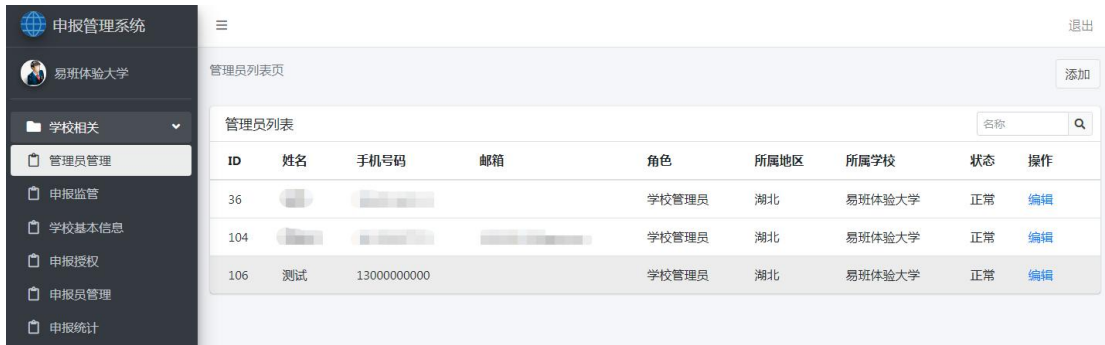 申报管理系统
退出
易班体验大学
管理员列表页
添加
学校相关
管理员列表
名称
管理员管理
ID 姓名 手机号码 邮箱 角色 所属地区 所属学校 状态 操作
申报监管
36 学校管理员 湖北 易班体验大学 正常 编辑
学校基本信息
104 学校管理员 湖北 易班体验大学 正常 编辑
申报授权
106 测试 13000000000 学校管理员 湖北 易班体验大学 正常 编辑
申报员管理
申报统计